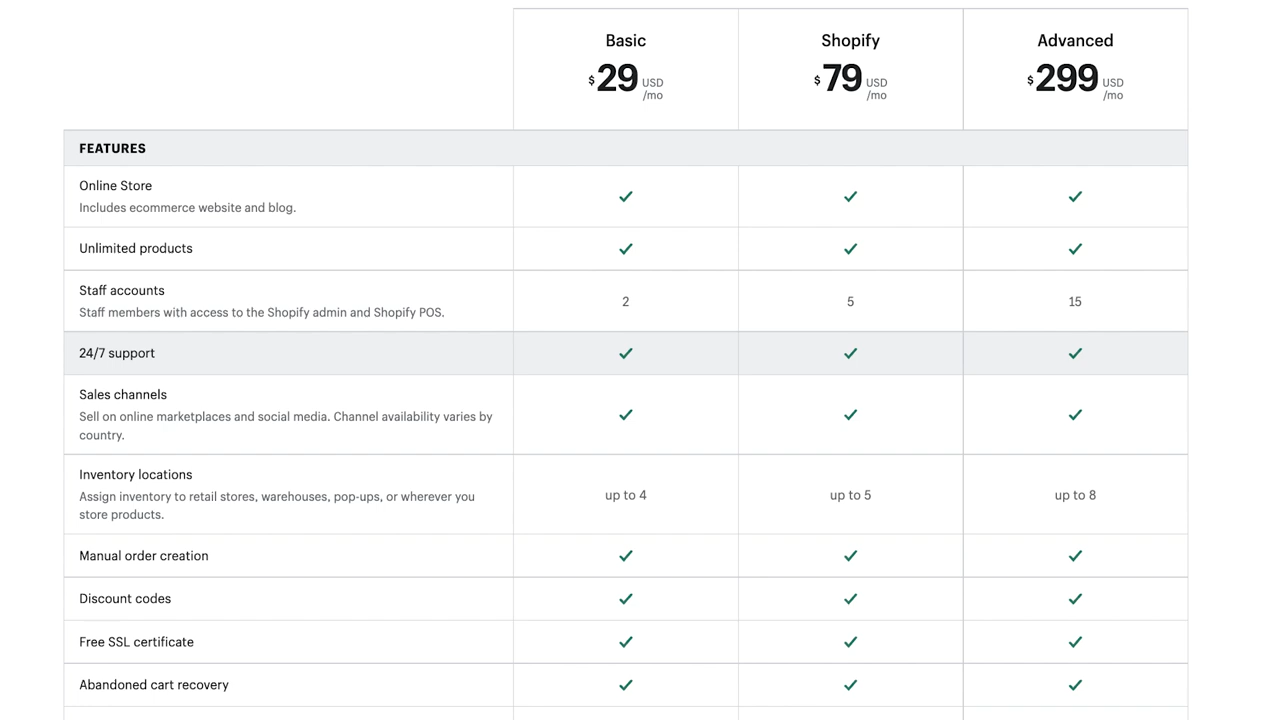 Basic Shopify Advanced
$29 USD /mo $79 USD /mo $299 USD /mo
FEATURES
Online Store
Includes ecommerce website and blog.
Unlimited products
Staff accounts
Staff members with access to the Shopify admin and Shopify POS.
2 5 15
24/7 support
Sales channels
Sell on online marketplaces and social media. Channel availability varies by
country.
Inventory locations
Assign inventory to retail stores, warehouses, pop-ups, or wherever you
store products.
up to 4 up to 5 up to 8
Manual order creation
Discount codes
Free SSL certificate
Abandoned cart recovery